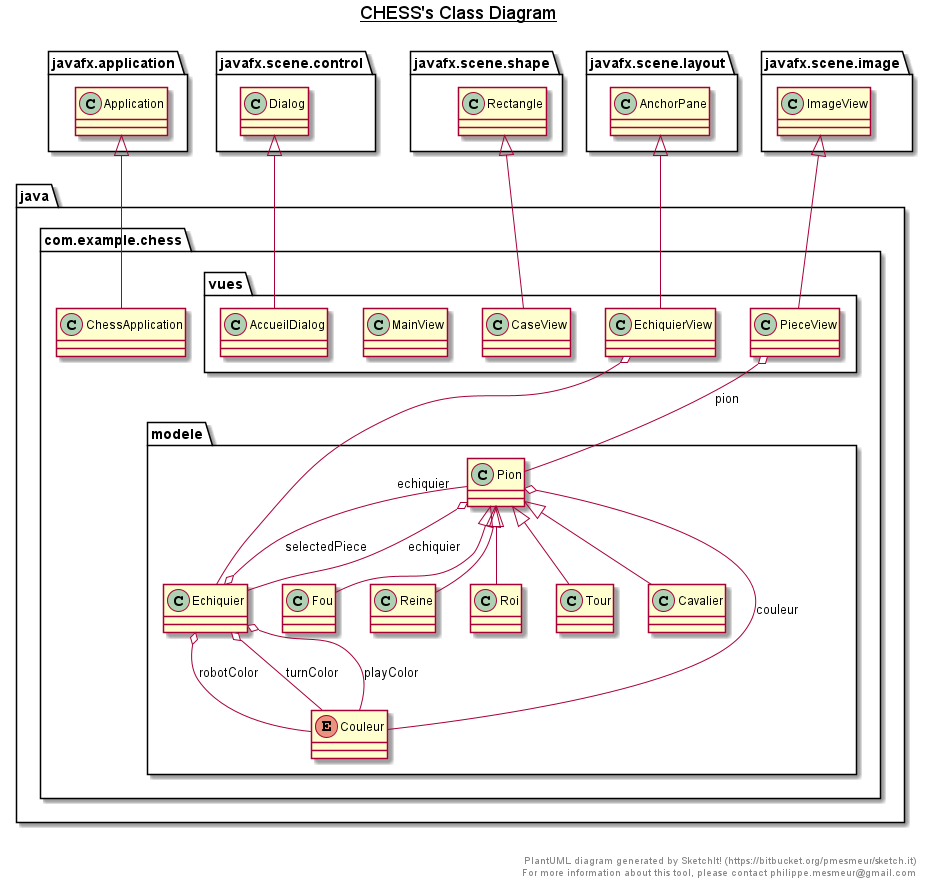 CHESS's Class Diagram
javafx.application
javafx.scene.control
javafx.scene.shape
javafx.scene.layout
javafx.scene.image
C Application
C Dialog
C Rectangle
C AnchorPane
C ImageView
java
com.example.chess
vues
C ChessApplication
C AccueilDialog
C MainView
C CaseView
C EchiquierView
C PieceView
pion
modele
C Pion
echiquier
selectedPiece
echiquier
C Echiquier
C Fou
C Reine
C Roi
C Tour
C Cavalier
couleur
robotColor
turnColor
playColor
E Couleur
PlantUML diagram generated by SketchIt! (https://bitbucket.org/pmesmeur/sketch.it)
For more information about this tool, please contact philippe.mesmeur@gmail.com